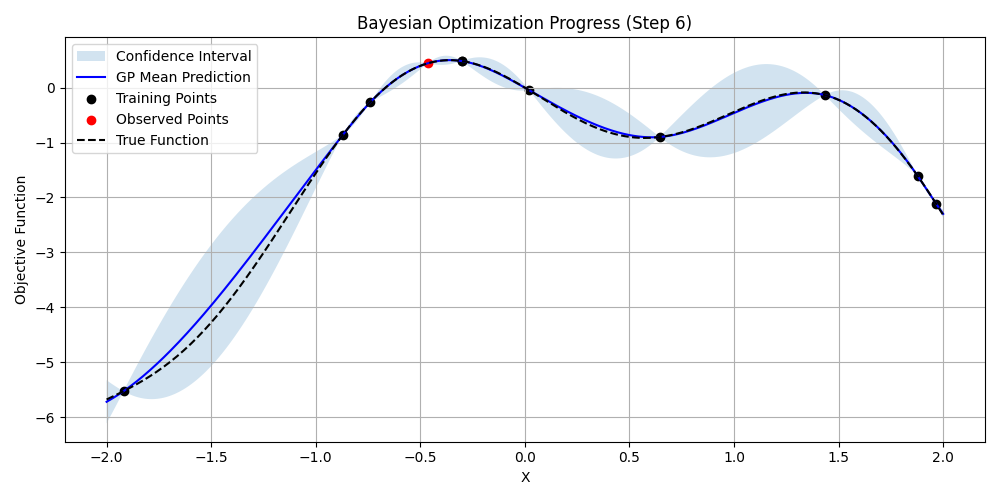 Bayesian Optimization Progress (Step 6)
Confidence Interval
GP Mean Prediction
Training Points
Observed Points
True Function
Objective Function
0
−1
−2
−3
−4
−5
−6
−2.0 −1.5 −1.0 −0.5 0.0 0.5 1.0 1.5 2.0
X